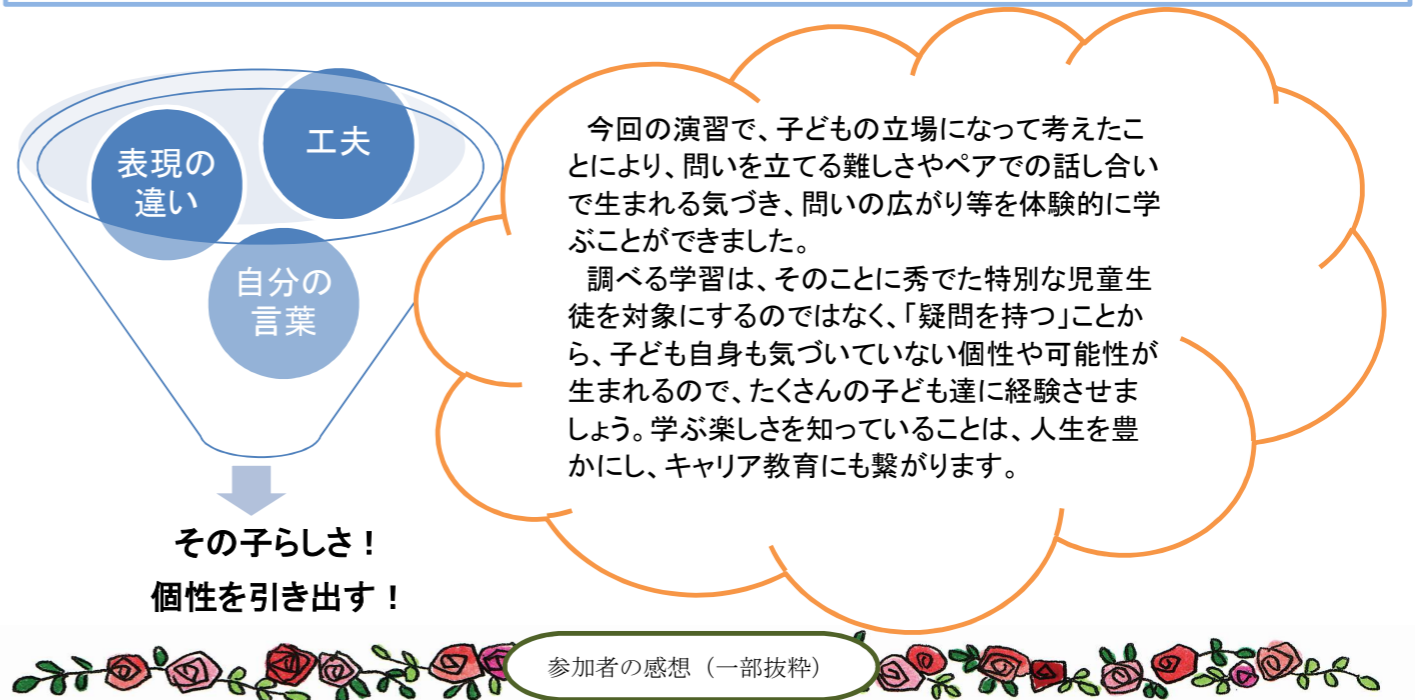 工夫
表現の
違い
自分の
言葉
その子らしさ！
個性を引き出す！
今回の演習で、子どもの立場になって考えたこ
とにより、問いを立てる難しさやペアでの話し合い
で生まれる気づき、問いの広がり等を体験的に学
ぶことができました。
調べる学習は、そのことに秀でた特別な児童生
徒を対象にするのではなく、「疑問を持つ」ことか
ら、子ども自身も気づいていない個性や可能性が
生まれるので、たくさんの子ども達に経験させま
しょう。学ぶ楽しさを知っていることは、人生を豊
かにし、キャリア教育にも繋がります。
参加者の感想（一部抜粋）